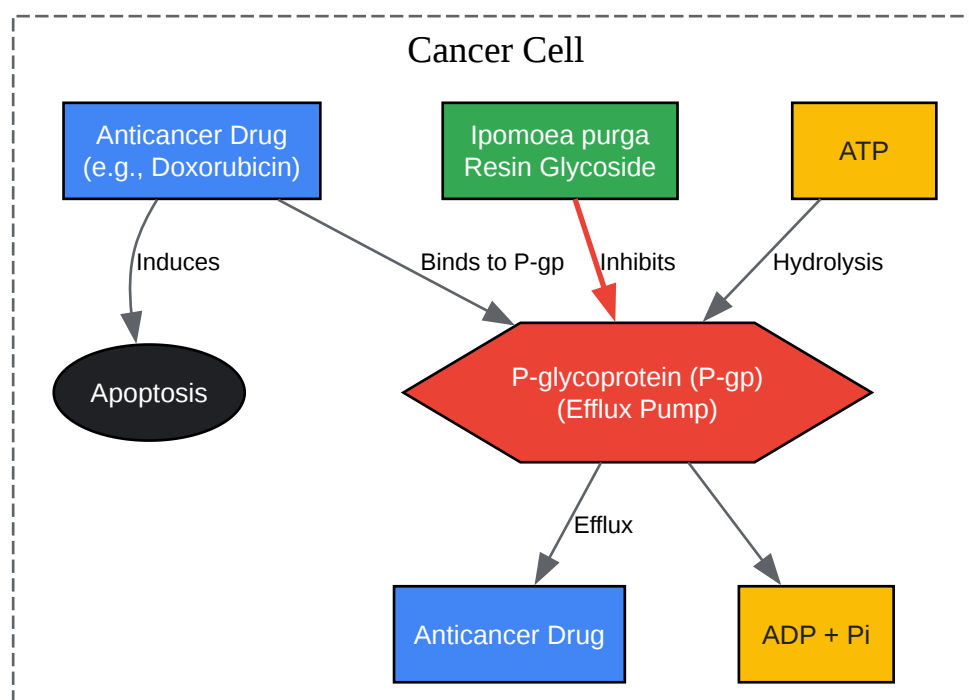 Cancer Cell
Anticancer Drug
(e.g., Doxorubicin)
Ipomoea purga
Resin Glycoside
ATP
Induces
Binds to P-gp
Inhibits
Hydrolysis
Apoptosis
P-glycoprotein (P-gp)
(Efflux Pump)
Efflux
Anticancer Drug
ADP + Pi